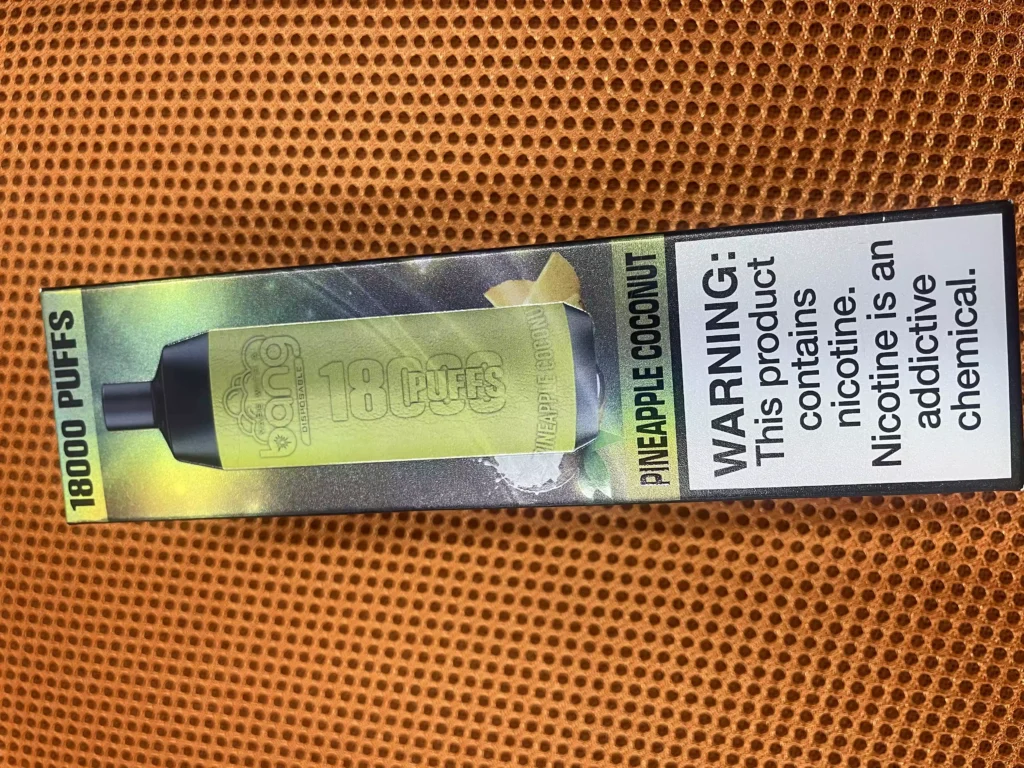 18000 PUFFS
bang
DISPOSABLE
18000
PUFFS
PINEAPPLE COCONUT
PINEAPPLE COCONUT
WARNING:
This product
contains
nicotine.
Nicotine is an
addictive
chemical.